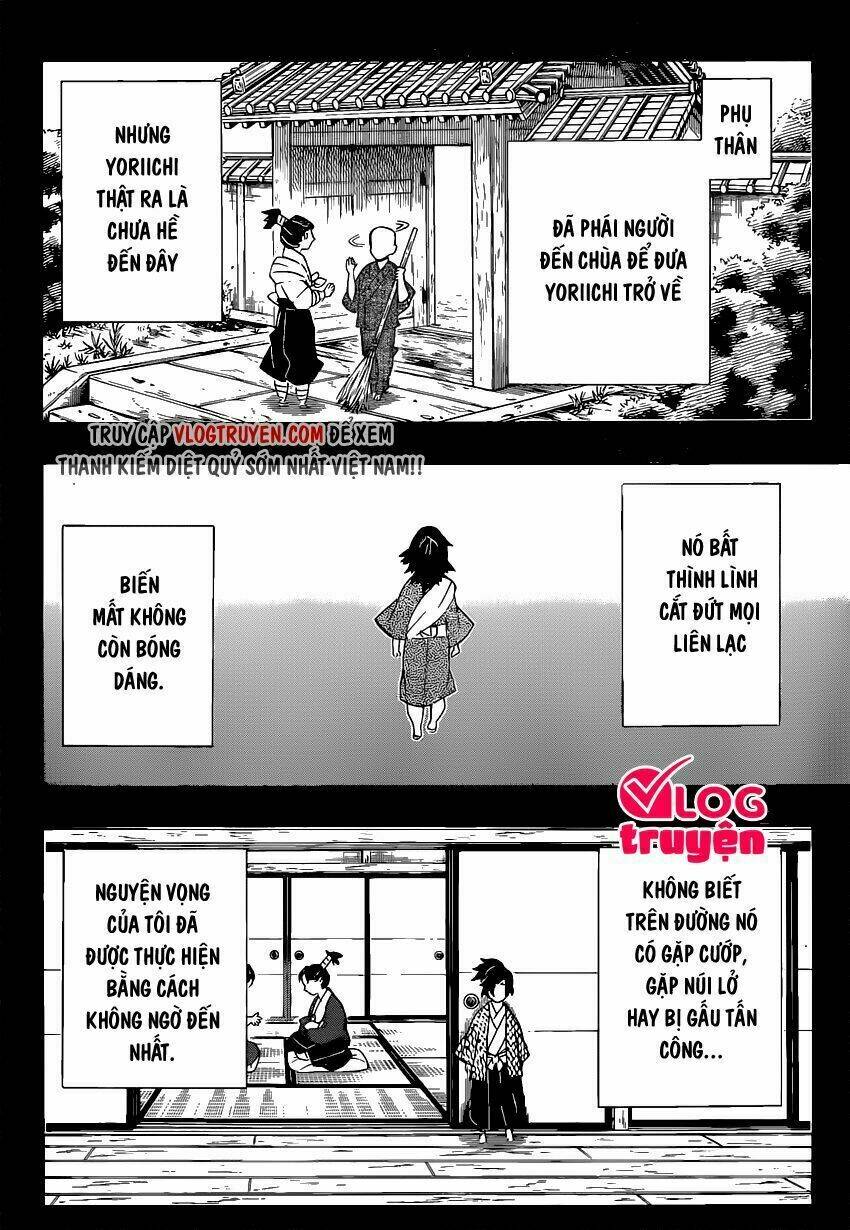 PHỤ
THÂN
ĐÃ PHÁI NGƯỜI
ĐẾN CHÙA ĐỂ ĐƯA
YORIICHI TRỞ VỀ
NHƯNG
YORIICHI
THẬT RA LÀ
CHƯA HỀ
ĐẾN ĐÂY
TRUY CẬP VLOGTRUYEN.COM ĐỂ XEM
THANH KIẾM DIỆT QUỶ SỚM NHẤT VIỆT NAM!!
NÓ BẤT
THÌNH LÌNH
CẮT ĐỨT MỌI
LIÊN LẠC
BIẾN
MẤT KHÔNG
CÒN BÓNG
DÁNG.
VLOG
truyện
KHÔNG BIẾT
TRÊN ĐƯỜNG NÓ
CÓ GẶP CƯỚP,
GẶP NÚI LỞ
HAY BỊ GẤU TẤN
CÔNG...
NGUYỆN VỌNG
CỦA TÔI ĐÃ
ĐƯỢC THỰC HIỆN
BẰNG CÁCH
KHÔNG NGỜ ĐẾN
NHẤT.